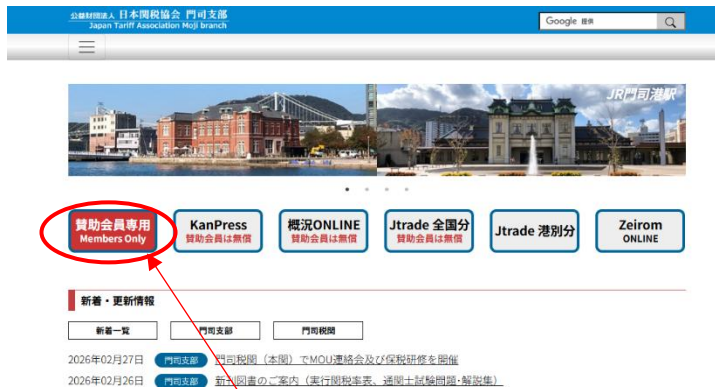 公益財団法人 日本関税協会 門司支部
Japan Tariff Association Moji branch
Google 提供
JR門司港駅
賛助会員専用
Members Only
KanPress
賛助会員は無償
概況ONLINE
賛助会員は無償
Jtrade 全国分
賛助会員は無償
Jtrade 港別分
Zeirom
ONLINE
新着・更新情報
新着一覧
門司支部
門司税関
2026年02月27日 門司支部 門司税関（本関）でMOU連絡会及び保税研修を開催
2026年02月26日 門司支部 新刊図書のご案内（実行関税率表、通関士試験問題・解説集）